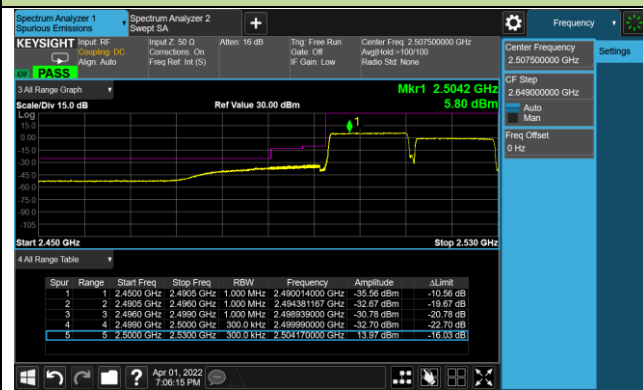 Spectrum Analyzer 1
Spurious Emissions
Spectrum Analyzer 2
Swept SA
+
Frequency
KEYSIGHT
Input: RF
Coupling: DC
Align: Auto
Input Z: 50 Ω
Corrections: On
Freq Ref: Int (S)
Atten: 16 dB
Trig: Free Run
Gate: Off
IF Gain: Low
Center Freq: 2.507500000 GHz
Avg|Hold:>100/100
Radio Std: None
PASS
Center Frequency
2.507500000 GHz
Settings
CF Step
2.649000000 GHz
Auto
Man
Freq Offset
0 Hz
3 All Range Graph
Mkr1 2.5042 GHz
Scale/Div 15.0 dB
Ref Value 30.00 dBm
5.80 dBm
Log
1
15.0
0.00
-15.0
-30.0
-45.0
-60.0
-75.0
-90.0
-105
Start 2.450 GHz
Stop 2.530 GHz
4 All Range Table
Spur Range Start Freq Stop Freq RBW Frequency Amplitude ΔLimit
1 1 2.4500 GHz 2.4905 GHz 1.000 MHz 2.490014000 GHz -35.56 dBm -10.56 dB
2 2 2.4905 GHz 2.4960 GHz 1.000 MHz 2.494381167 GHz -32.67 dBm -19.67 dB
3 3 2.4960 GHz 2.4990 GHz 1.000 MHz 2.498939000 GHz -30.78 dBm -20.78 dB
4 4 2.4990 GHz 2.5000 GHz 300.0 kHz 2.499990000 GHz -32.70 dBm -22.70 dB
5 5 2.5000 GHz 2.5300 GHz 300.0 kHz 2.504170000 GHz 13.97 dBm -16.03 dB
?
Apr 01, 2022
7:06:15 PM